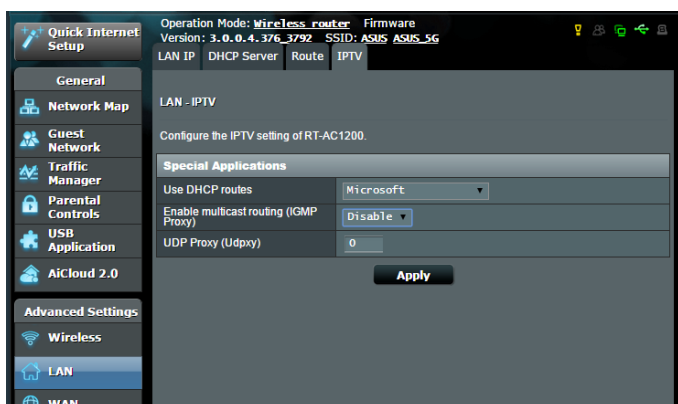 Quick Internet
Setup
Operation Mode: Wireless router Firmware
Version: 3.0.0.4.376_3792 SSID: ASUS ASUS_5G
LAN IP DHCP Server Route IPTV
General
Network Map
Guest
Network
Traffic
Manager
Parental
Controls
USB
Application
AiCloud 2.0
Advanced Settings
Wireless
LAN
WAN
LAN - IPTV
Configure the IPTV setting of RT-AC1200.
Special Applications
Use DHCP routes Microsoft
Enable multicast routing (IGMP
Proxy) Disable
UDP Proxy (Udpxy) 0
Apply